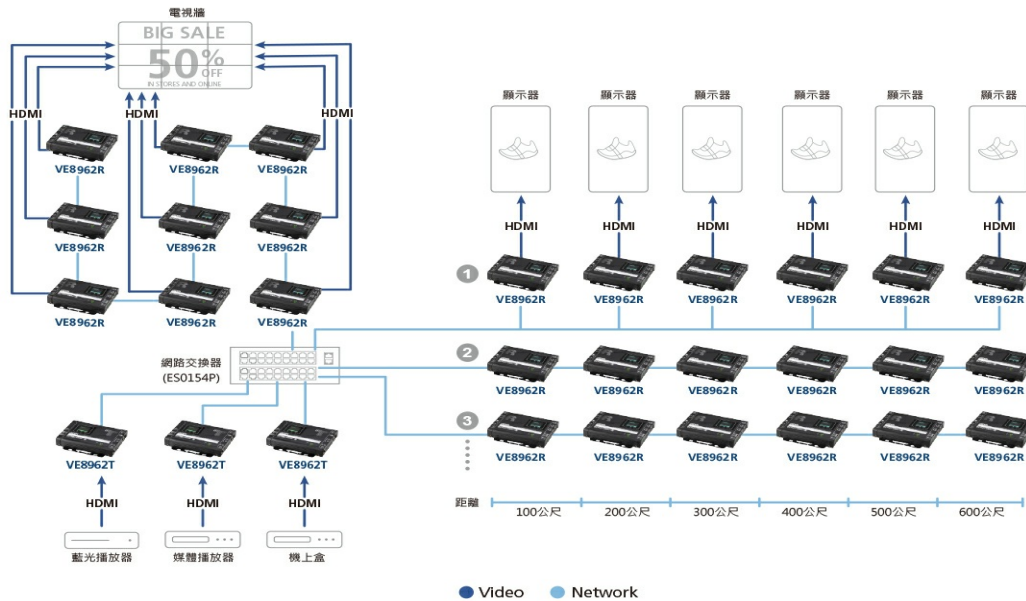 電視牆
BIG SALE
50% OFF
IN STORES AND ONLINE
HDMI HDMI HDMI
VE8962R VE8962R VE8962R
VE8962R VE8962R VE8962R
VE8962R VE8962R VE8962R
網路交換器
(ES0154P)
VE8962T VE8962T VE8962T
HDMI HDMI HDMI
藍光播放器 媒體播放器 機上盒
顯示器 顯示器 顯示器 顯示器 顯示器 顯示器
HDMI HDMI HDMI HDMI HDMI HDMI
1
VE8962R VE8962R VE8962R VE8962R VE8962R VE8962R
2
VE8962R VE8962R VE8962R VE8962R VE8962R VE8962R
3
VE8962R VE8962R VE8962R VE8962R VE8962R VE8962R
距離 100公尺 200公尺 300公尺 400公尺 500公尺 600公尺
Video Network